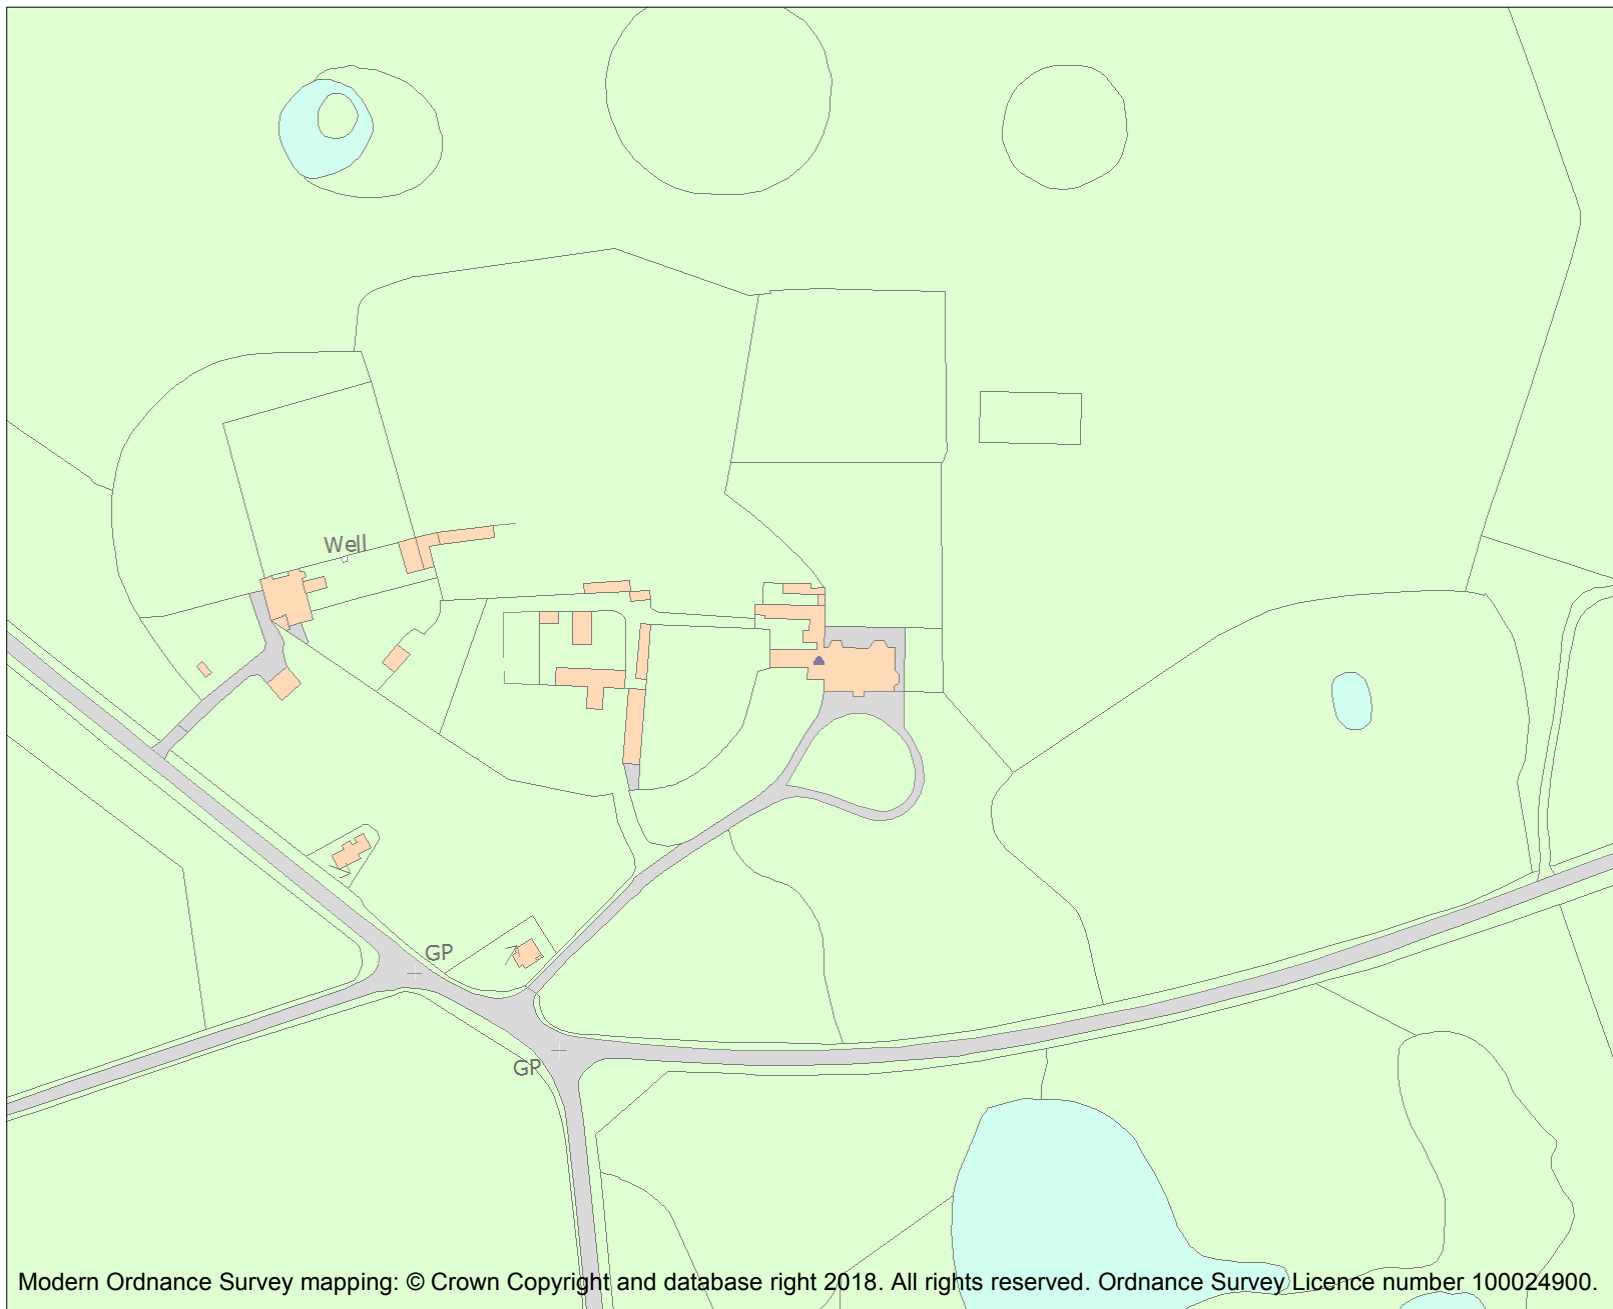 Well
GP
GP
Modern Ordnance Survey mapping: © Crown Copyright and database right 2018. All rights reserved. Ordnance Survey Licence number 100024900.